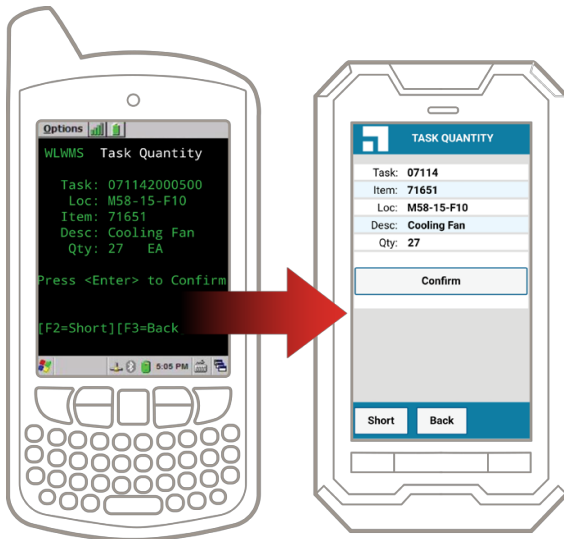 Options
WLWMS Task Quantity
Task: 071142000500
Loc: M58-15-F10
Item: 71651
Desc: Cooling Fan
Qty: 27 EA
Press <Enter> to Confirm
[F2=Short][F3=Back
5:05 PM
TASK QUANTITY
Task: 07114
Item: 71651
Loc: M58-15-F10
Desc: Cooling Fan
Qty: 27
Confirm
Short Back